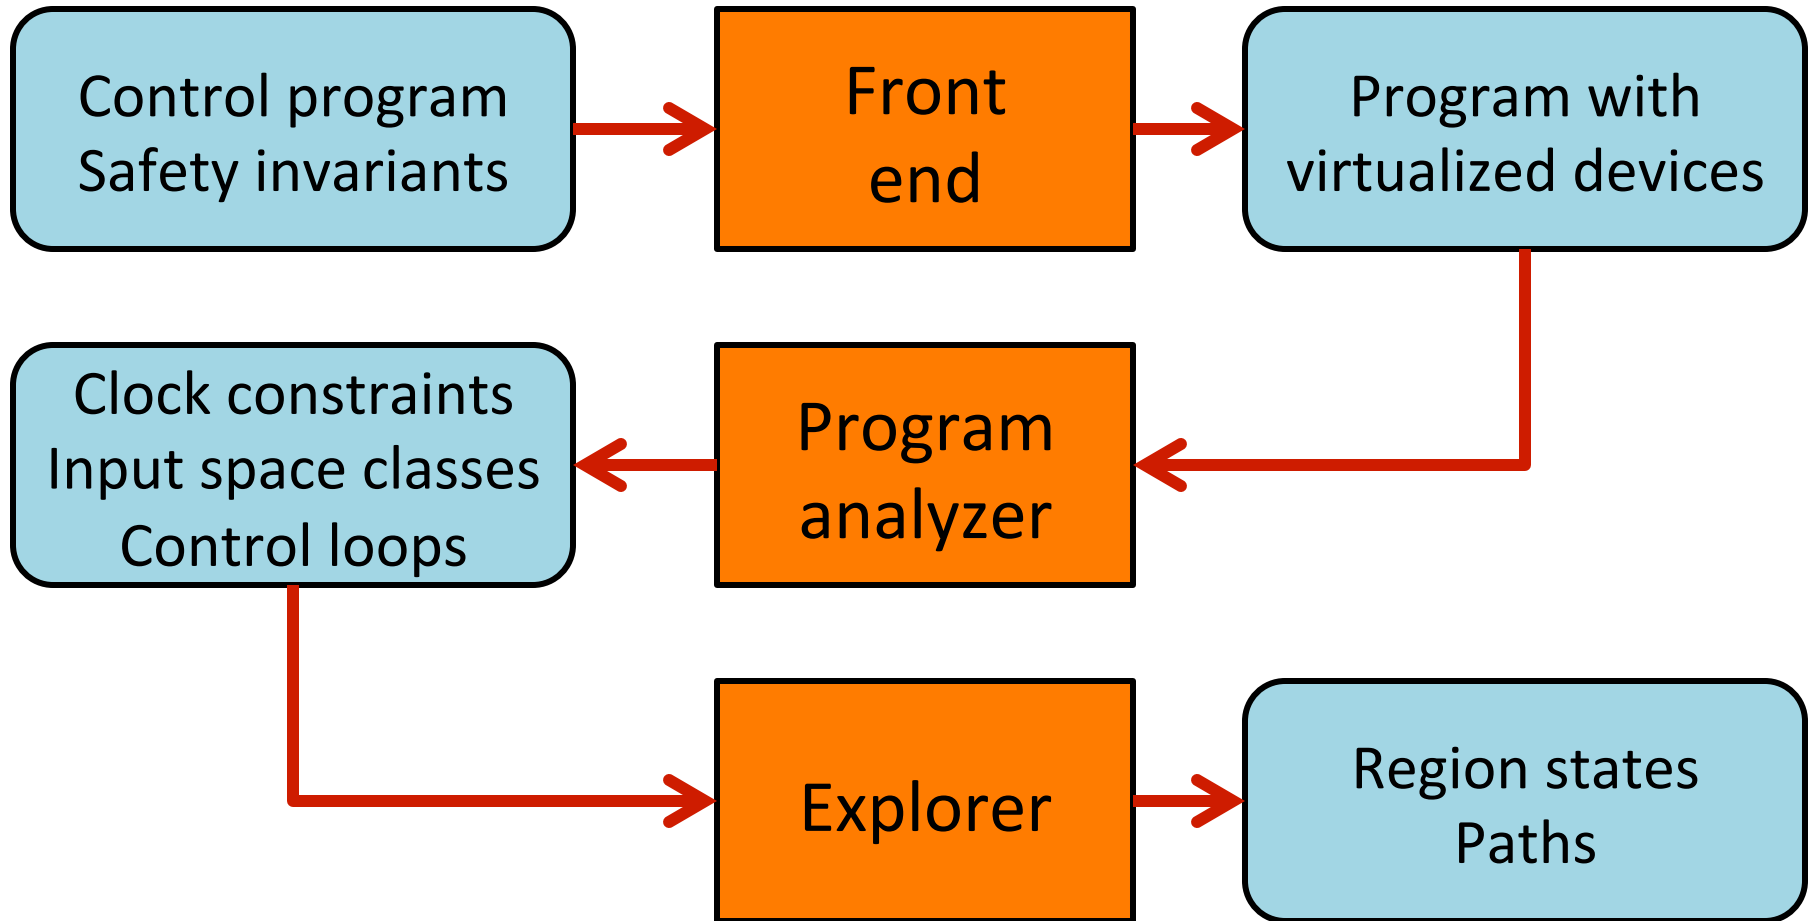 Control program
Safety invariants
Front
end
Program with
virtualized devices
Clock constraints
Input space classes
Control loops
Program
analyzer
Explorer
Region states
Paths